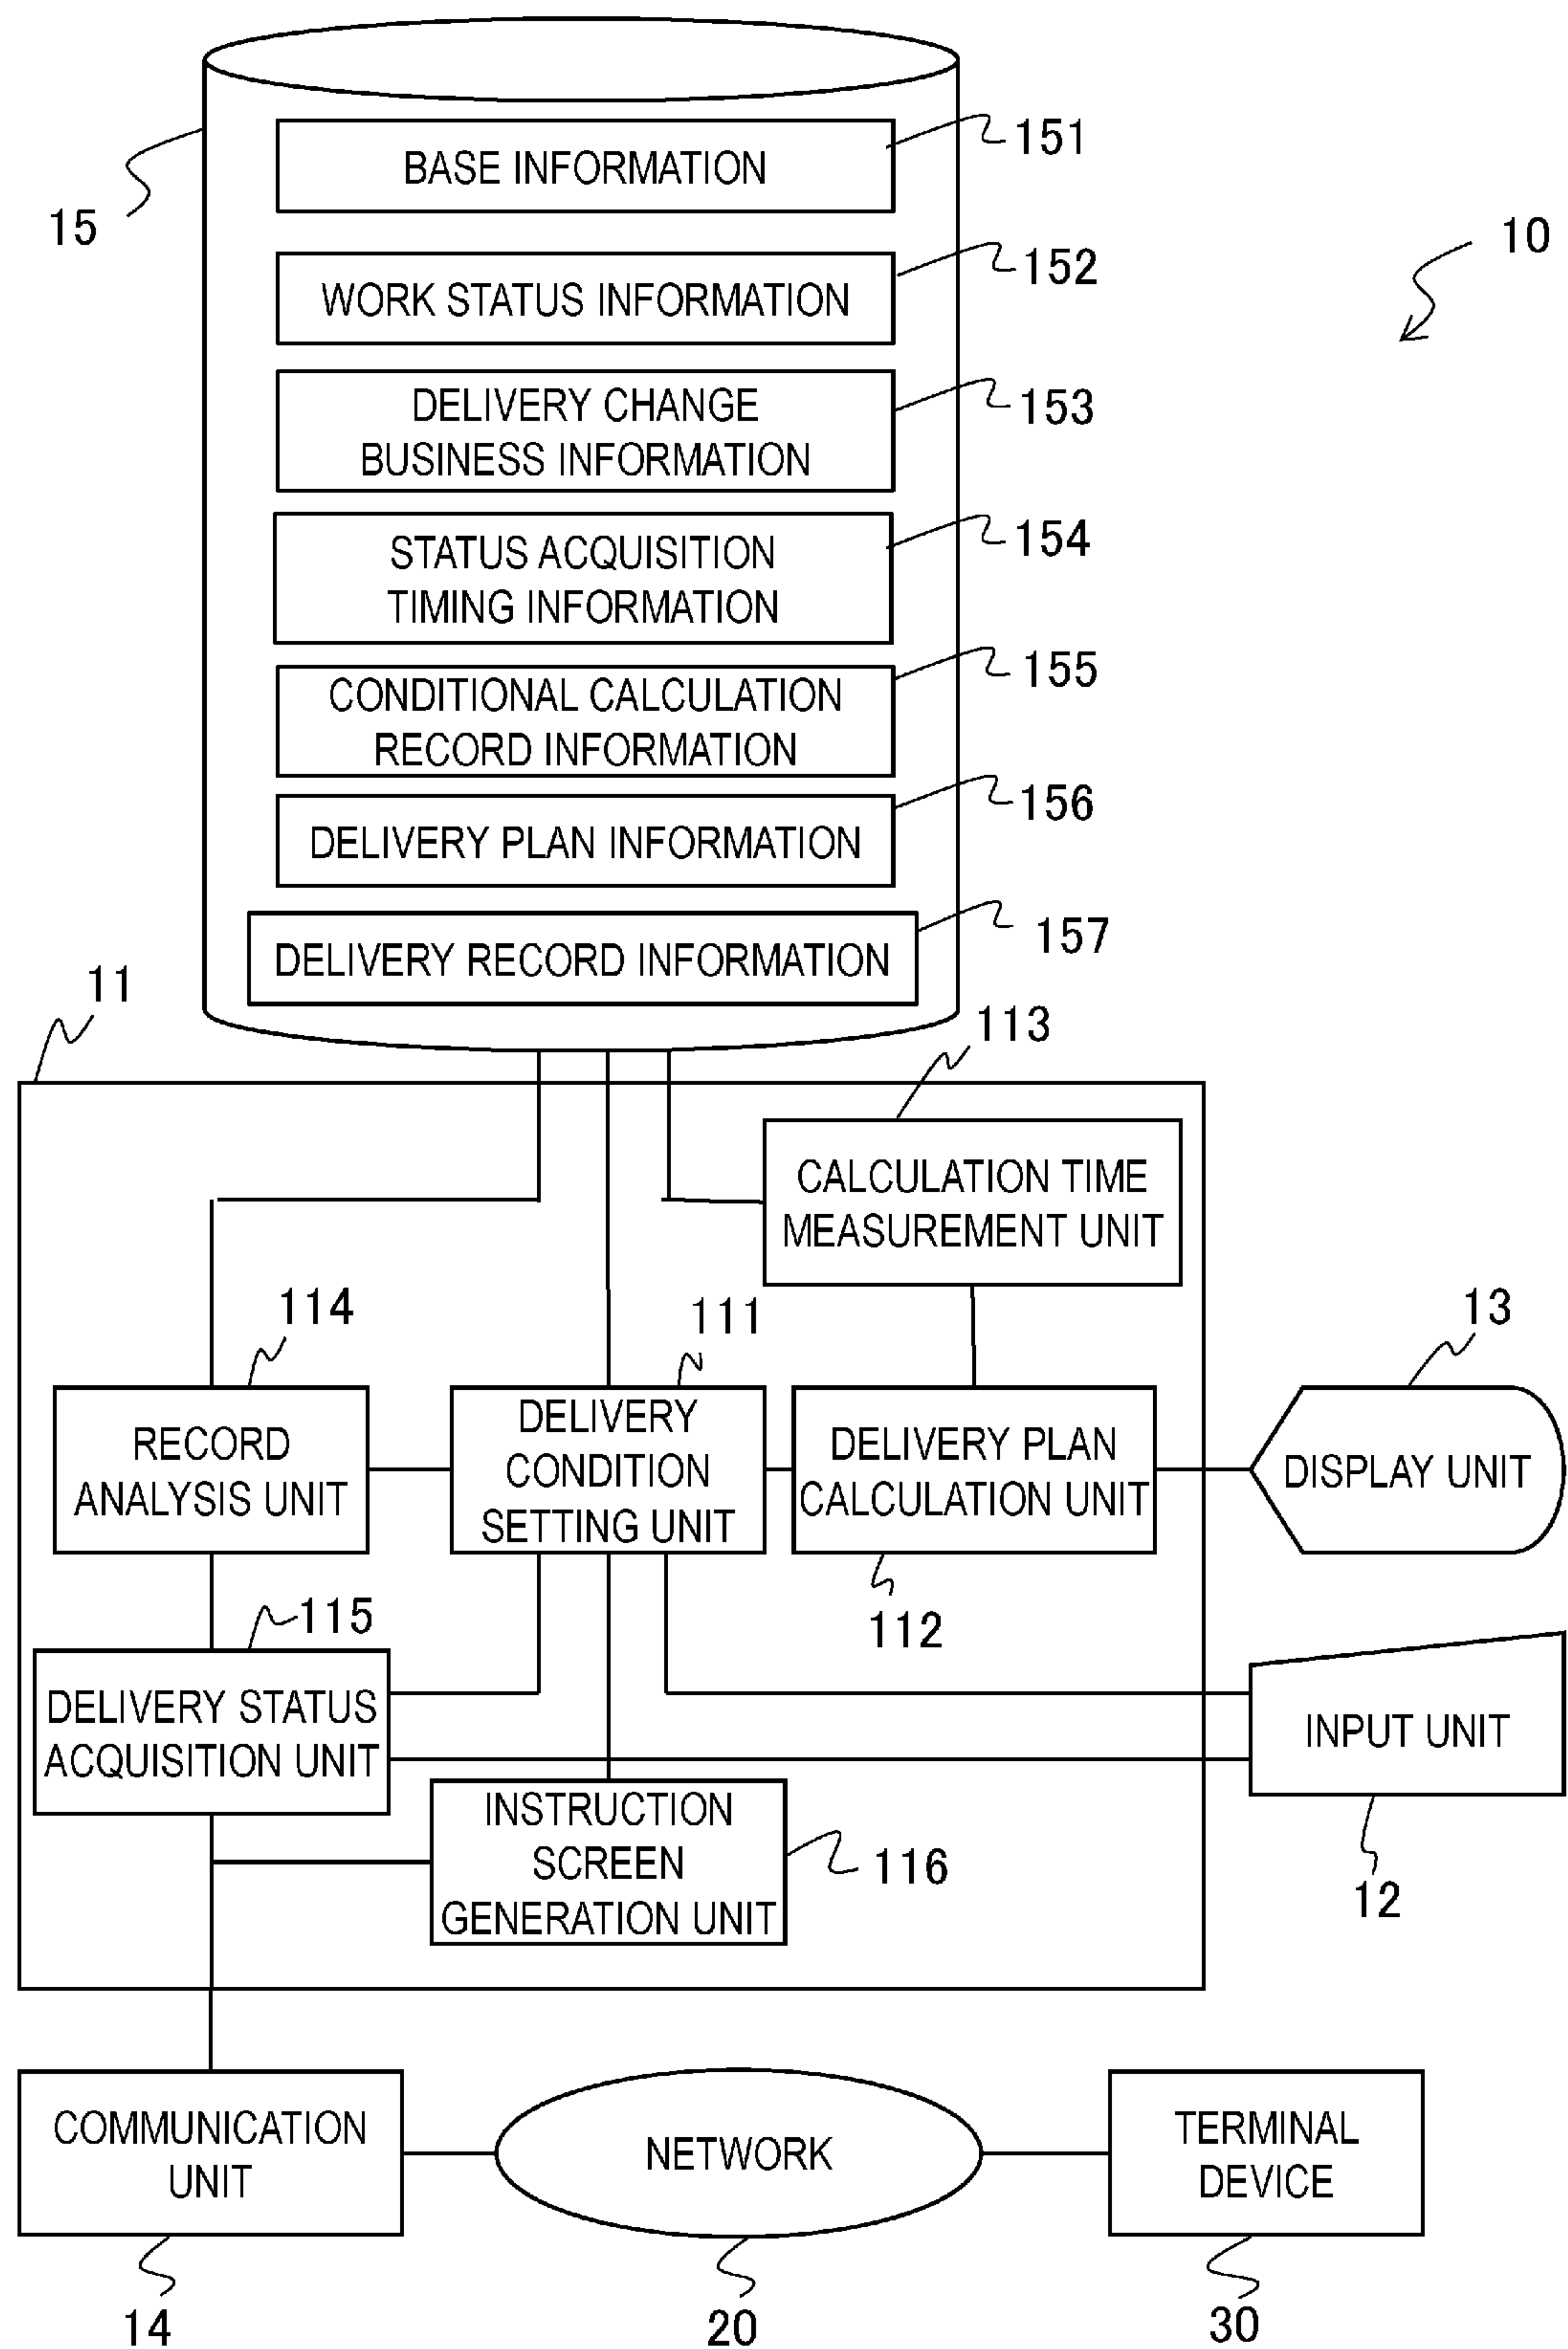 BASE INFORMATION
151
15
10
WORK STATUS INFORMATION
152
DELIVERY CHANGE
BUSINESS INFORMATION
153
STATUS ACQUISITION
TIMING INFORMATION
154
CONDITIONAL CALCULATION
RECORD INFORMATION
155
DELIVERY PLAN INFORMATION
156
DELIVERY RECORD INFORMATION
157
11
113
CALCULATION TIME
MEASUREMENT UNIT
114
111
13
RECORD
ANALYSIS UNIT
DELIVERY
CONDITION
SETTING UNIT
DELIVERY PLAN
CALCULATION UNIT
DISPLAY UNIT
115
112
DELIVERY STATUS
ACQUISITION UNIT
INPUT UNIT
INSTRUCTION
SCREEN
GENERATION UNIT
116
12
COMMUNICATION
UNIT
NETWORK
TERMINAL
DEVICE
14
20
30